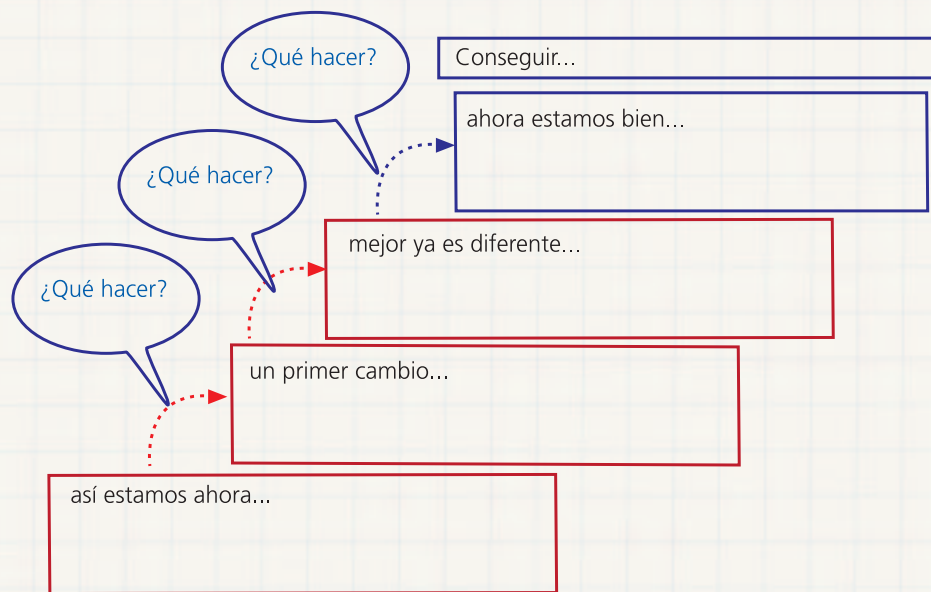 ¿Qué hacer?
Conseguir...
ahora estamos bien...
¿Qué hacer?
mejor ya es diferente...
¿Qué hacer?
un primer cambio...
así estamos ahora...